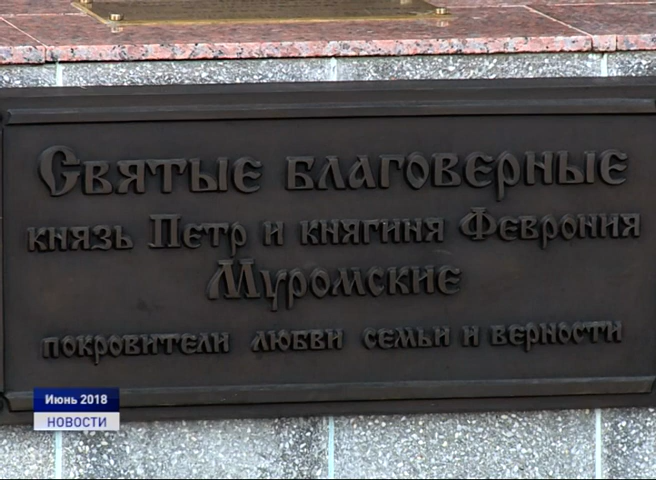 Святые благоверные
князь Петр и княгиня Феврония
Муромские
покровители любви семьи и верности
Июнь 2018
НОВОСТИ